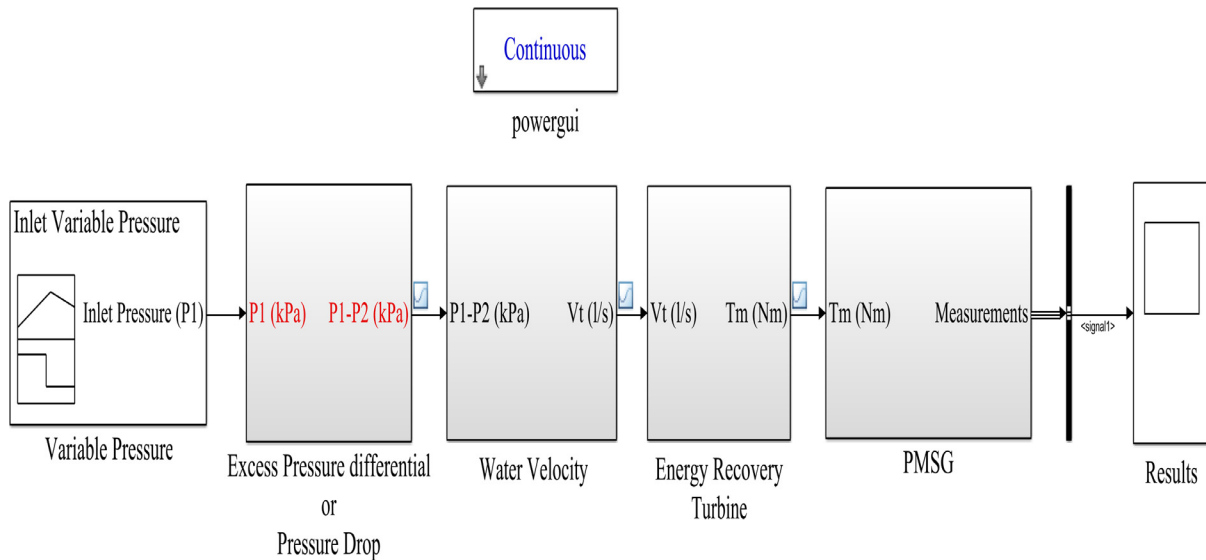 Continuous
powergui
Inlet Variable Pressure
Inlet Pressure (P1)
Variable Pressure
P1 (kPa)
P1-P2 (kPa)
Excess Pressure differential
or
Pressure Drop
P1-P2 (kPa)
Vt (l/s)
Water Velocity
Vt (l/s)
Tm (Nm)
Energy Recovery
Turbine
Tm (Nm)
Measurements
PMSG
<signal1>
Results